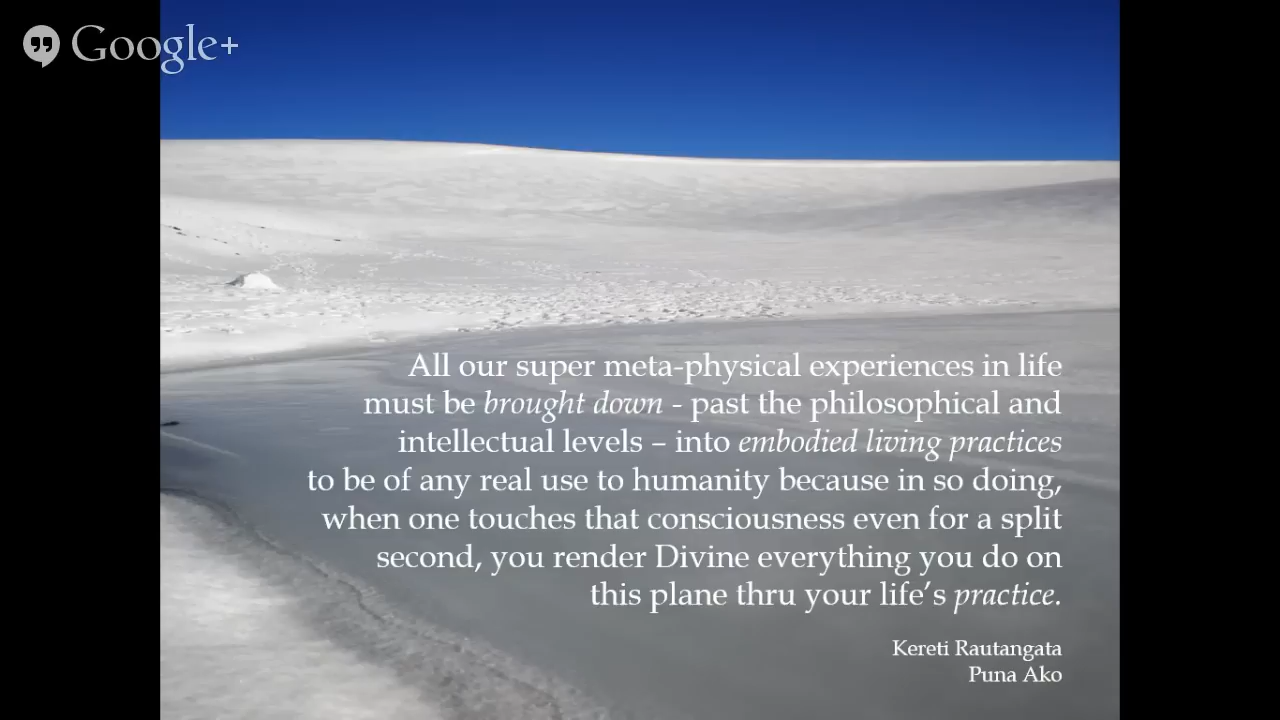 Google+
All our super meta-physical experiences in life
must be brought down - past the philosophical and
intellectual levels – into embodied living practices
to be of any real use to humanity because in so doing,
when one touches that consciousness even for a split
second, you render Divine everything you do on
this plane thru your life’s practice.
Kereti Rautangata
Puna Ako